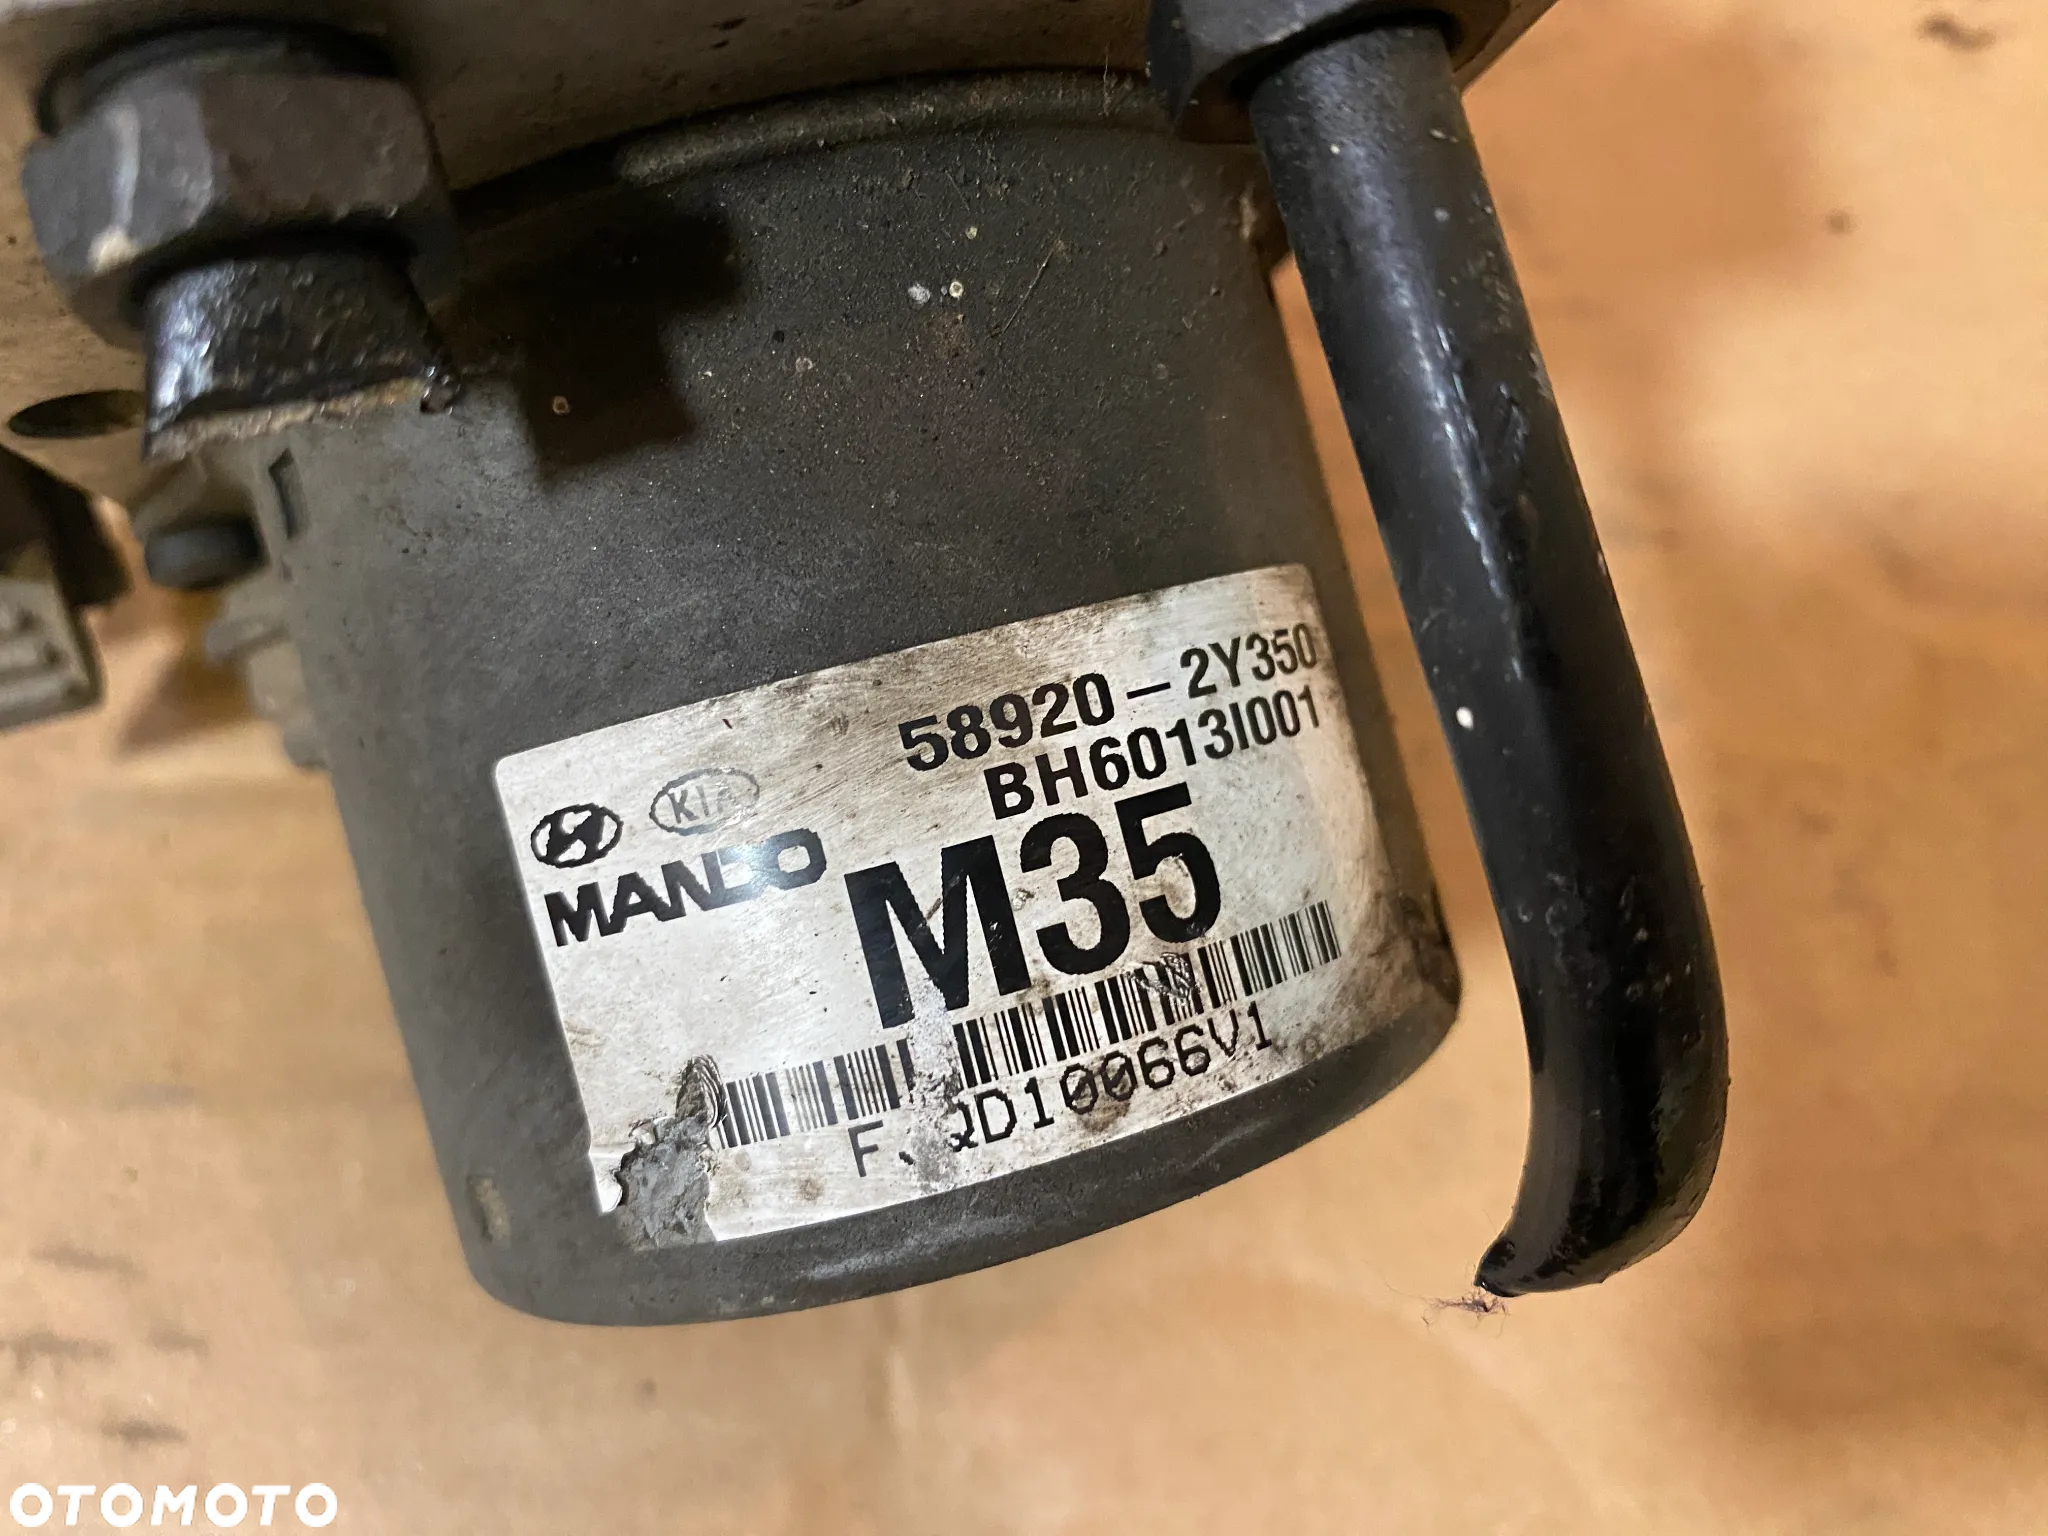 58920-2Y350
BH6013I001
KIA
MANDO
M35
QD10066V1
OTOMOTO